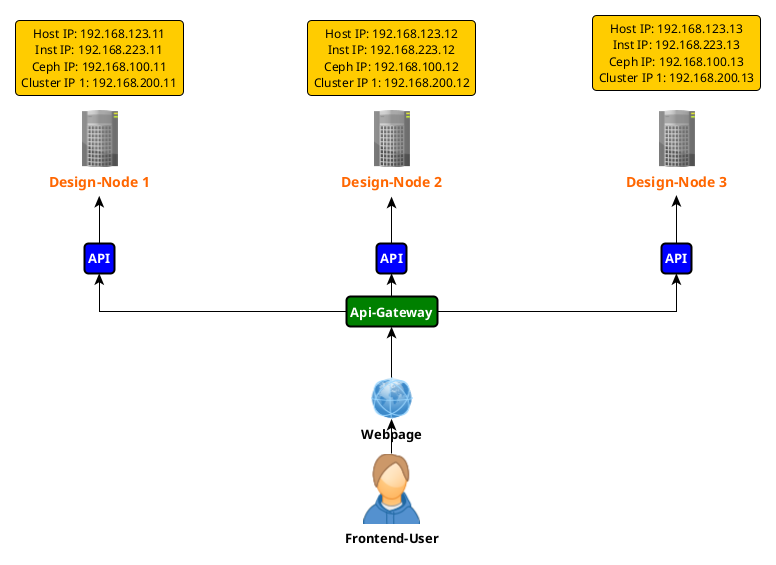 Host IP: 192.168.123.11
Inst IP: 192.168.223.11
Ceph IP: 192.168.100.11
Cluster IP 1: 192.168.200.11
Host IP: 192.168.123.12
Inst IP: 192.168.223.12
Ceph IP: 192.168.100.12
Cluster IP 1: 192.168.200.12
Host IP: 192.168.123.13
Inst IP: 192.168.223.13
Ceph IP: 192.168.100.13
Cluster IP 1: 192.168.200.13
Design-Node 1
Design-Node 2
Design-Node 3
API
API
API
Api-Gateway
Webpage
Frontend-User